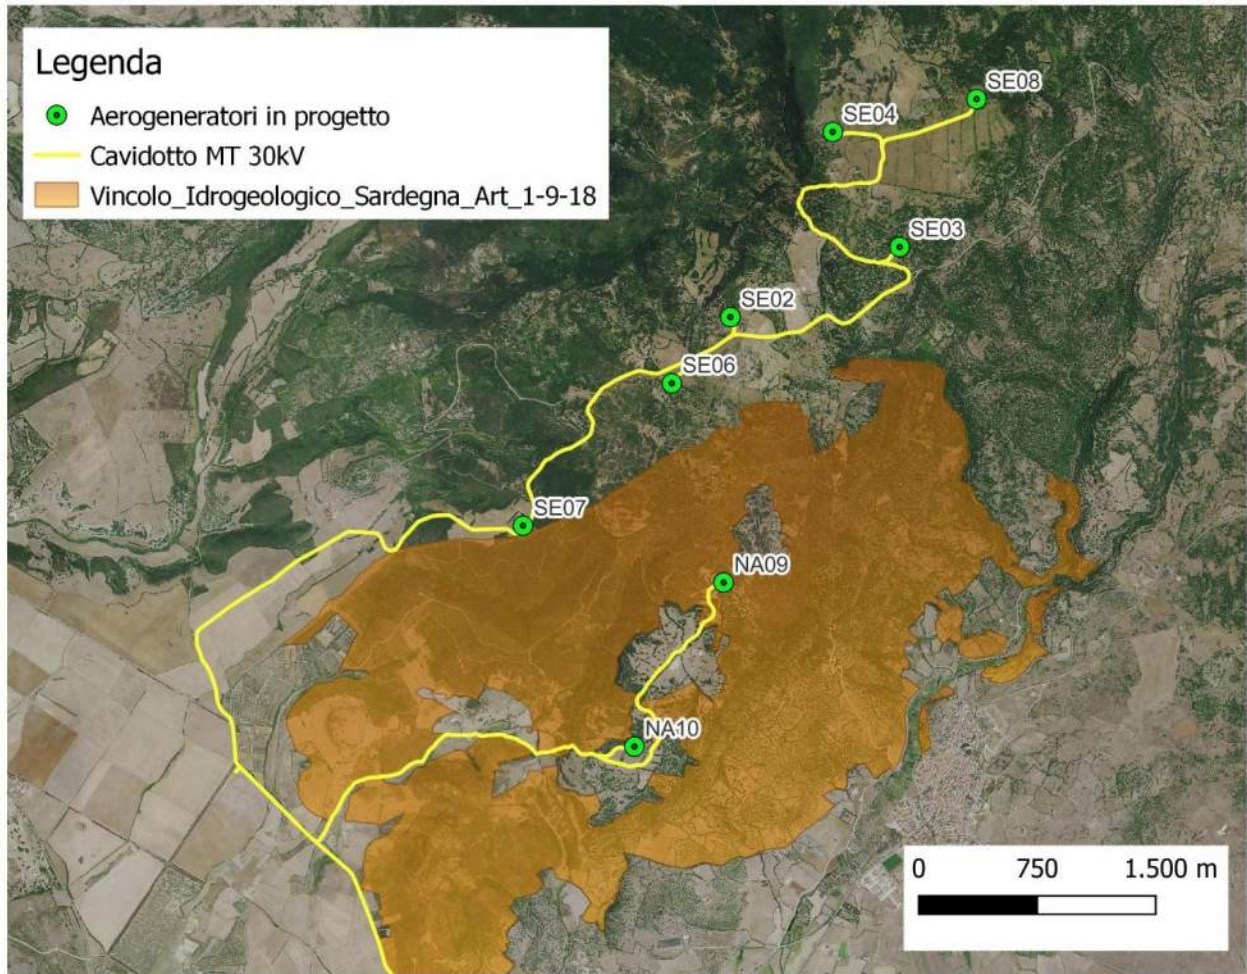 Legenda
Aerogeneratori in progetto
Cavidotto MT 30kV
Vincolo_Idrogeologico_Sardegna_Art_1-9-18
SE08
SE04
SE03
SE02
SE06
SE07
NA09
NA10
0 750 1.500 m